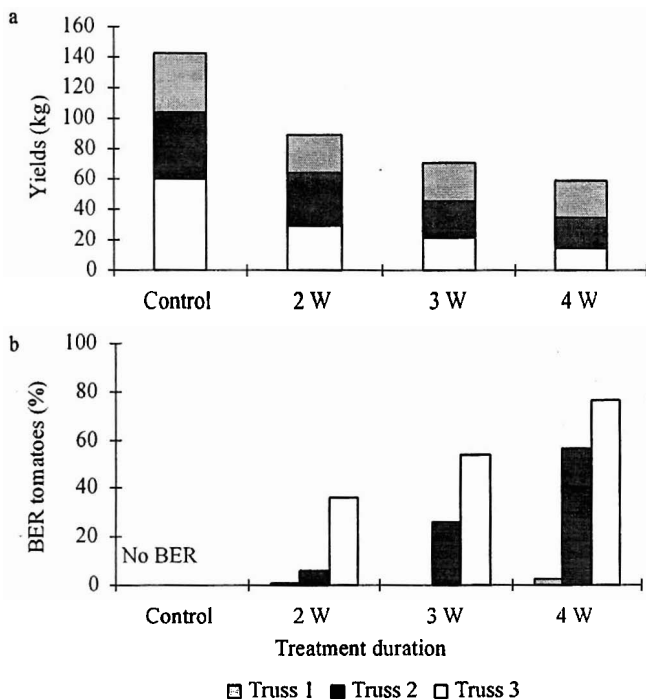 a
Yields (kg)
160
140
120
100
80
60
40
20
0
Control 2 W 3 W 4 W
b
BER tomatoes (%)
100
80
60
40
20
0
No BER
Control 2 W 3 W 4 W
Treatment duration
Truss 1 Truss 2 Truss 3